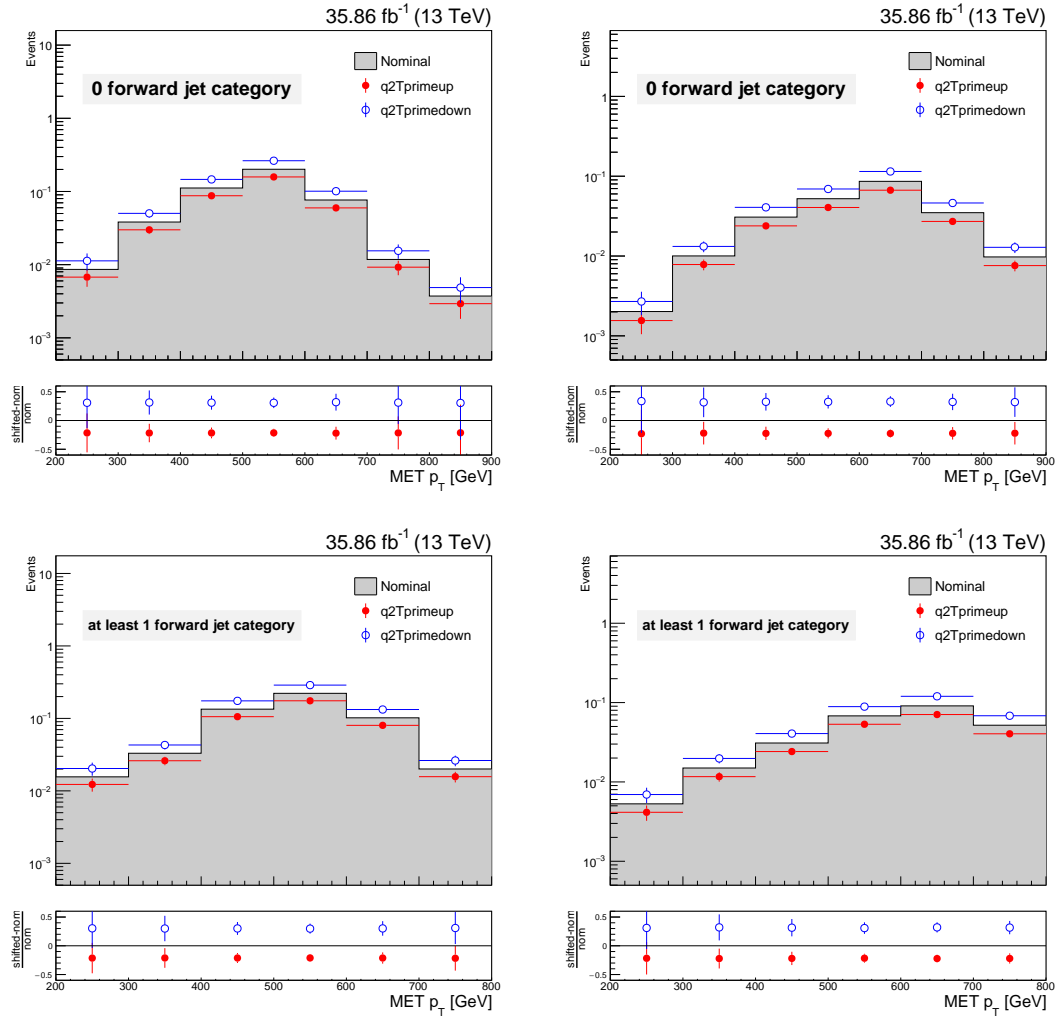 35.86 fb⁻¹ (13 TeV)
Events
10
1
10⁻¹
10⁻²
10⁻³
0 forward jet category
Nominal
q2Tprimeup
q2Tprimedown
shifted-nom
nom
0.5
0
−0.5
200 300 400 500 600 700 800 900
MET p_T [GeV]
35.86 fb⁻¹ (13 TeV)
Events
1
10⁻¹
10⁻²
10⁻³
0 forward jet category
Nominal
q2Tprimeup
q2Tprimedown
shifted-nom
nom
0.5
0
−0.5
200 300 400 500 600 700 800 900
MET p_T [GeV]
35.86 fb⁻¹ (13 TeV)
Events
10
1
10⁻¹
10⁻²
10⁻³
at least 1 forward jet category
Nominal
q2Tprimeup
q2Tprimedown
shifted-nom
nom
0.5
0
−0.5
200 300 400 500 600 700 800
MET p_T [GeV]
35.86 fb⁻¹ (13 TeV)
Events
1
10⁻¹
10⁻²
10⁻³
at least 1 forward jet category
Nominal
q2Tprimeup
q2Tprimedown
shifted-nom
nom
0.5
0
−0.5
200 300 400 500 600 700 800
MET p_T [GeV]